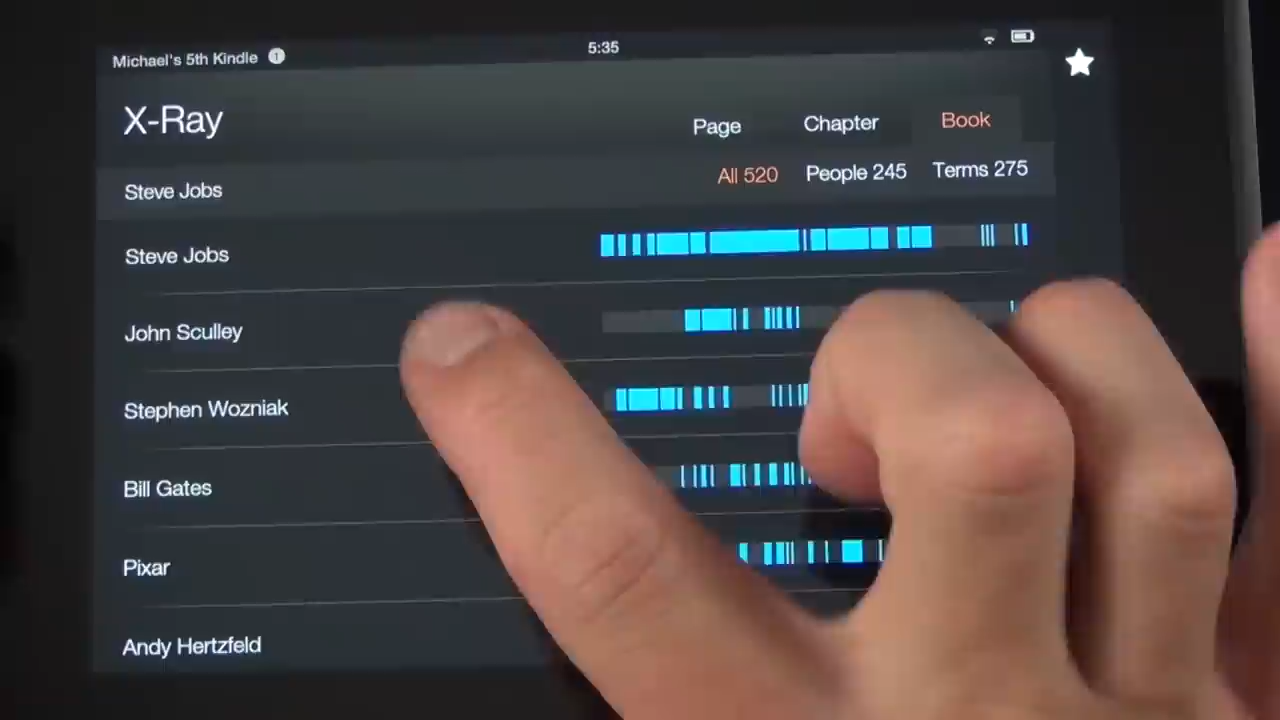 Michael's 5th Kindle 1
5:35
X-Ray
Page Chapter Book
Steve Jobs
All 520 People 245 Terms 275
Steve Jobs
John Sculley
Stephen Wozniak
Bill Gates
Pixar
Andy Hertzfeld